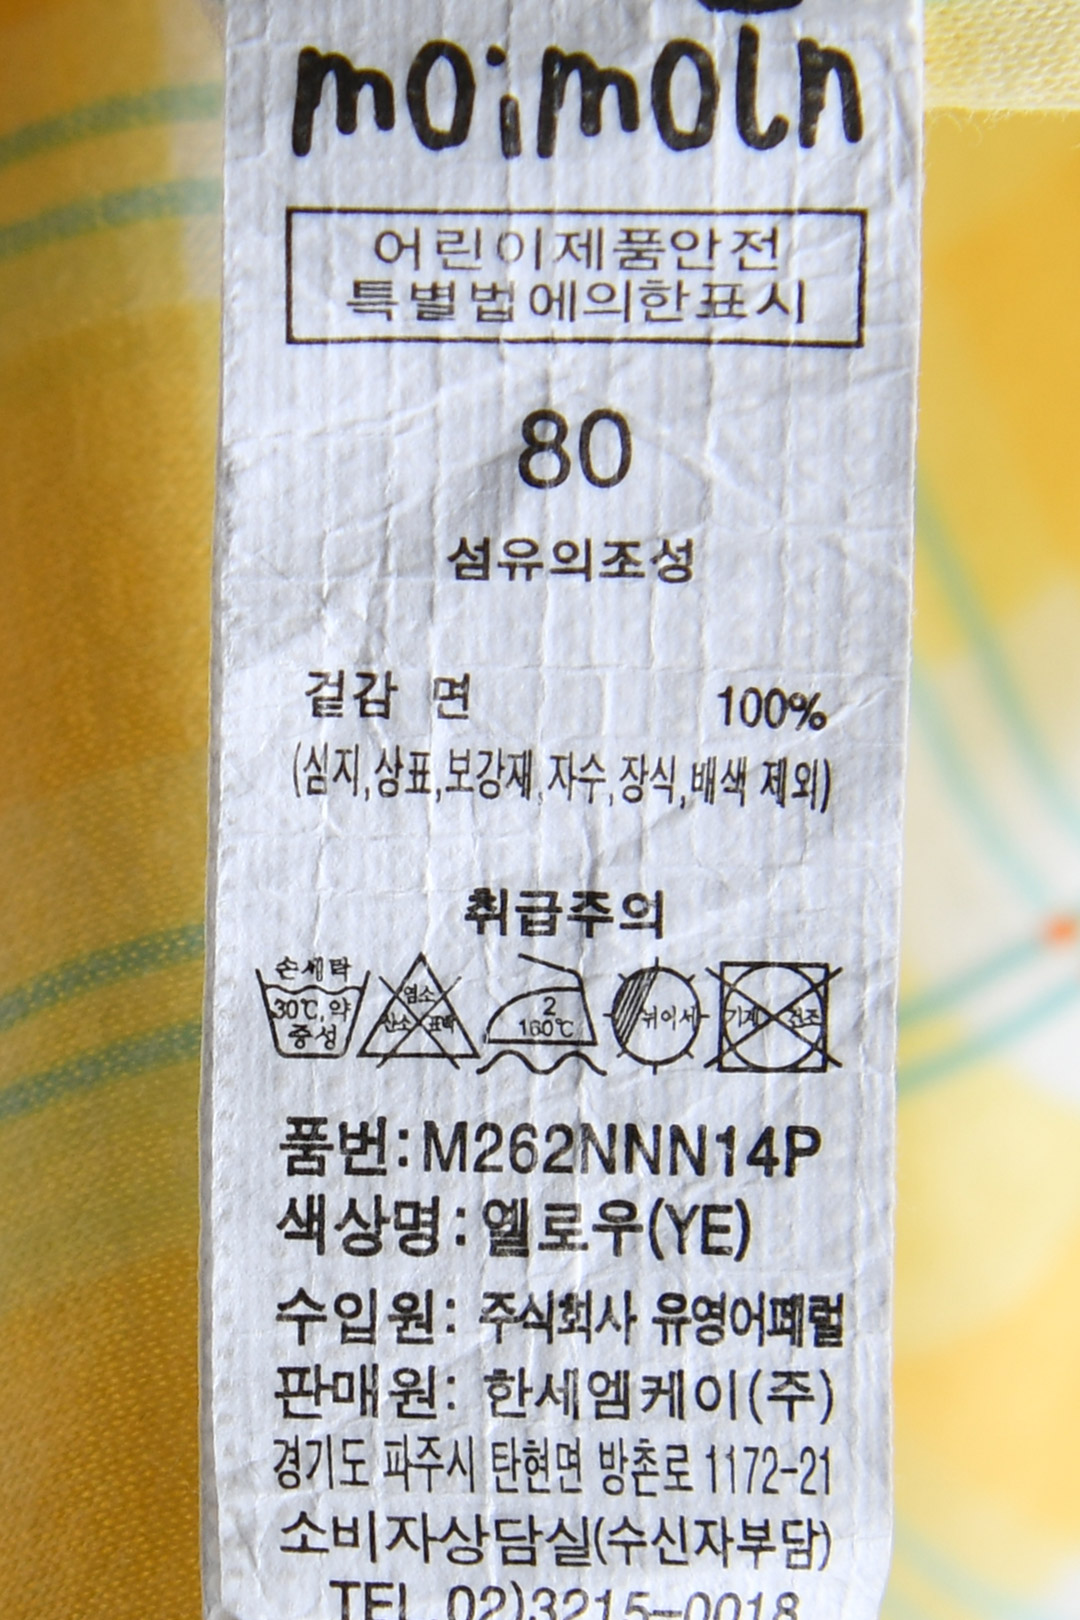 moimoln
어린이제품안전
특별법에의한표시
80
섬유의조성
겉감 면 100%
(심지,상표,보강재,자수,장식,배색 제외)
취급주의
손세탁
30℃,약
중성
염소
산소 표백
2
160℃
뉘어서
기계 건조
품번:M262NNN14P
색상명:옐로우(YE)
수입원: 주식회사 유영어패럴
판매원: 한세엠케이(주)
경기도 파주시 탄현면 방촌로 1172-21
소비자상담실(수신자부담)
TEL.02)3215-0018